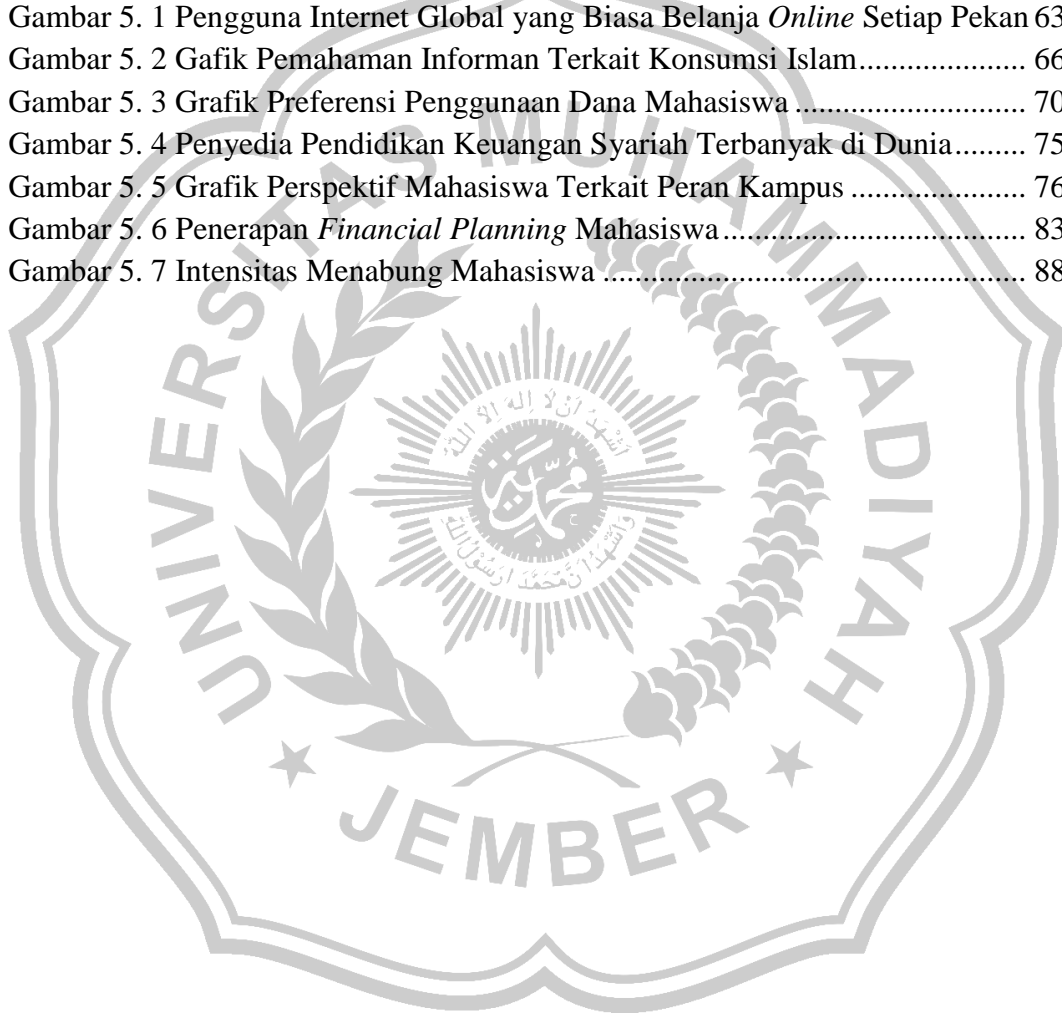 Gambar 5. 1 Pengguna Internet Global yang Biasa Belanja Online Setiap Pekan 63
Gambar 5. 2 Gafik Pemahaman Informan Terkait Konsumsi Islam..................... 66
Gambar 5. 3 Grafik Preferensi Penggunaan Dana Mahasiswa ............................. 70
Gambar 5. 4 Penyedia Pendidikan Keuangan Syariah Terbanyak di Dunia......... 75
Gambar 5. 5 Grafik Perspektif Mahasiswa Terkait Peran Kampus ...................... 76
Gambar 5. 6 Penerapan Financial Planning Mahasiswa...................................... 83
Gambar 5. 7 Intensitas Menabung Mahasiswa ..................................................... 88
UNIVERSITAS MUHAMMADIYAH
JEMBER